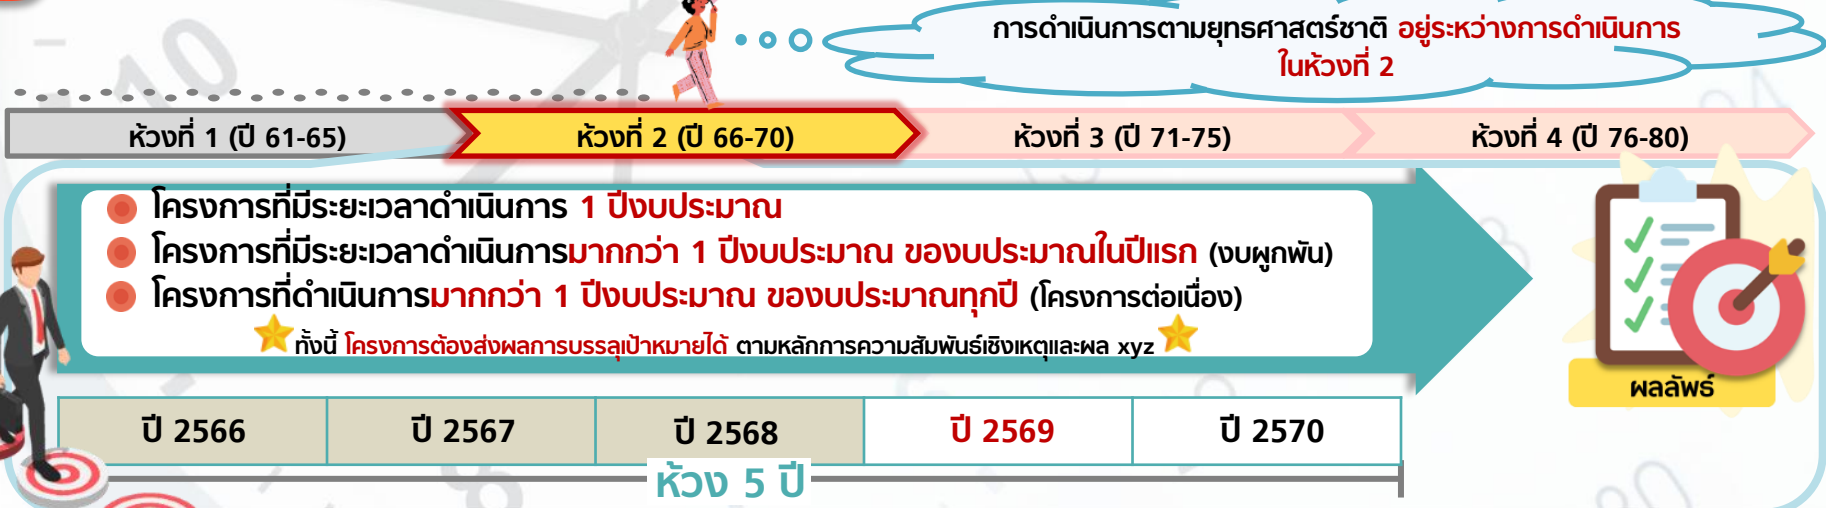 การดำเนินการตามยุทธศาสตร์ชาติ อยู่ระหว่างการดำเนินการ
ในห้วงที่ 2
ห้วงที่ 1 (ปี 61-65)
ห้วงที่ 2 (ปี 66-70)
ห้วงที่ 3 (ปี 71-75)
ห้วงที่ 4 (ปี 76-80)
โครงการที่มีระยะเวลาดำเนินการ 1 ปีงบประมาณ
โครงการที่มีระยะเวลาดำเนินการมากกว่า 1 ปีงบประมาณ ของบประมาณในปีแรก (งบผูกพัน)
โครงการที่ดำเนินการมากกว่า 1 ปีงบประมาณ ของบประมาณทุกปี (โครงการต่อเนื่อง)
ทั้งนี้ โครงการต้องส่งผลการบรรลุเป้าหมายได้ ตามหลักการความสัมพันธ์เชิงเหตุและผล xyz
ผลลัพธ์
ปี 2566
ปี 2567
ปี 2568
ปี 2569
ปี 2570
ห้วง 5 ปี